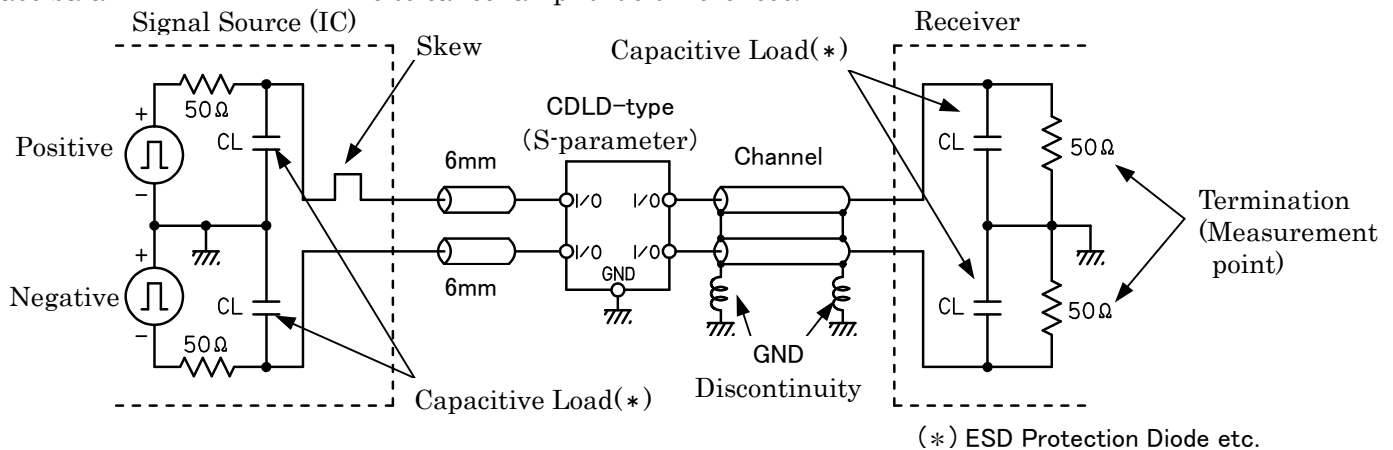 Signal Source (IC)
Receiver
Skew
Capacitive Load(*)
50Ω
+
CL
Positive
-
CDLD-type
(S-parameter)
6mm
Channel
I/O
I/O
I/O
I/O
GND
6mm
CL
50Ω
Termination
(Measurement
point)
+
Negative
CL
-
50Ω
GND
Discontinuity
CL
50Ω
Capacitive Load(*)
(*) ESD Protection Diode etc.